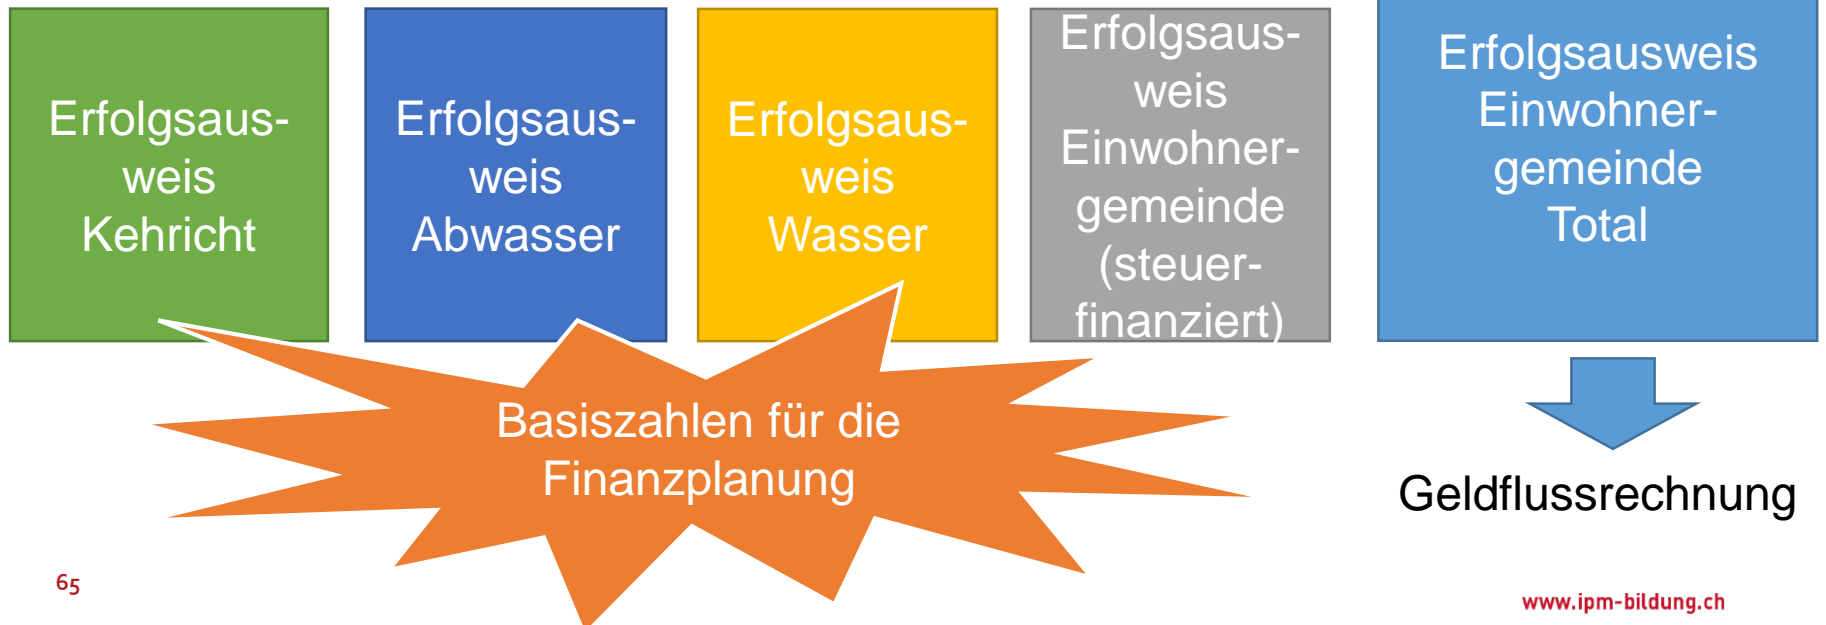 Erfolgsaus-
weis
Kehricht
Erfolgsaus-
weis
Abwasser
Erfolgsaus-
weis
Wasser
Erfolgsaus-
weis
Einwohner-
gemeinde
(steuer-
finanziert)
Erfolgsausweis
Einwohner-
gemeinde
Total
Basiszahlen für die
Finanzplanung
Geldflussrechnung
65
www.ipm-bildung.ch